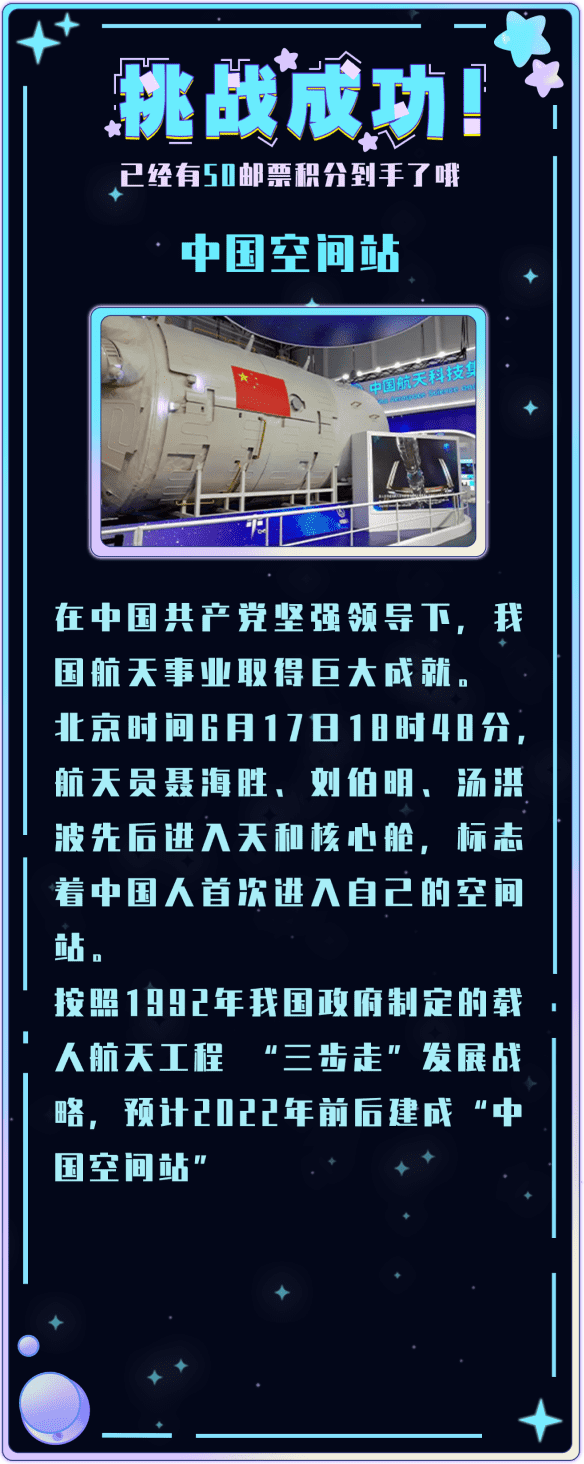 挑战成功!
已经有50邮票积分到手了哦
中国空间站
中国航天科技集
在中国共产党坚强领导下,我
国航天事业取得巨大成就。
北京时间6月17日18时48分,
航天员聂海胜、刘伯明、汤洪
波先后进入天和核心舱,标志
着中国人首次进入自己的空间
站。
按照1992年我国政府制定的载
人航天工程 “三步走”发展战
略,预计2022年前后建成“中
国空间站”